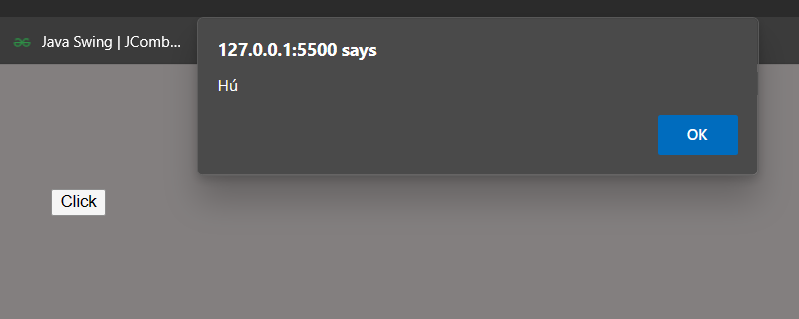 Java Swing | JComb...
127.0.0.1:5500 says
Hú
OK
Click